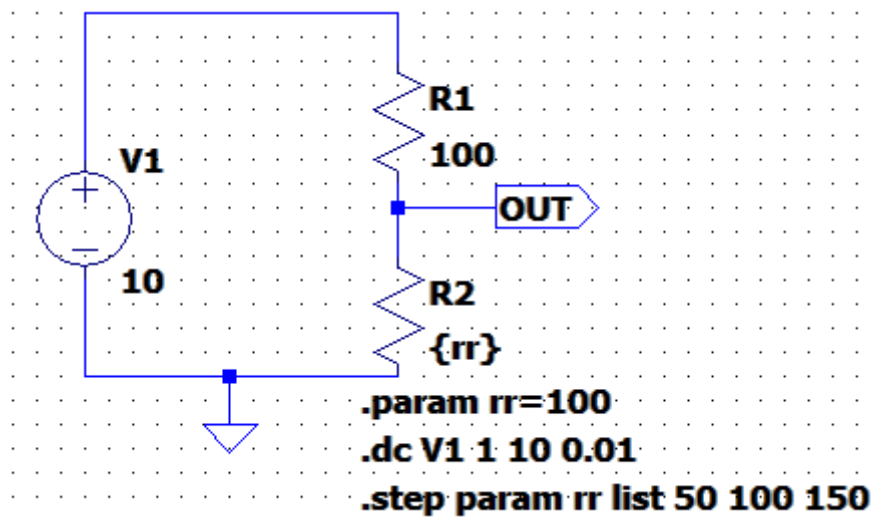 R1
100
V1
10
OUT
R2
{rr}
.param rr=100
.dc V1 1 10 0.01
.step param rr list 50 100 150